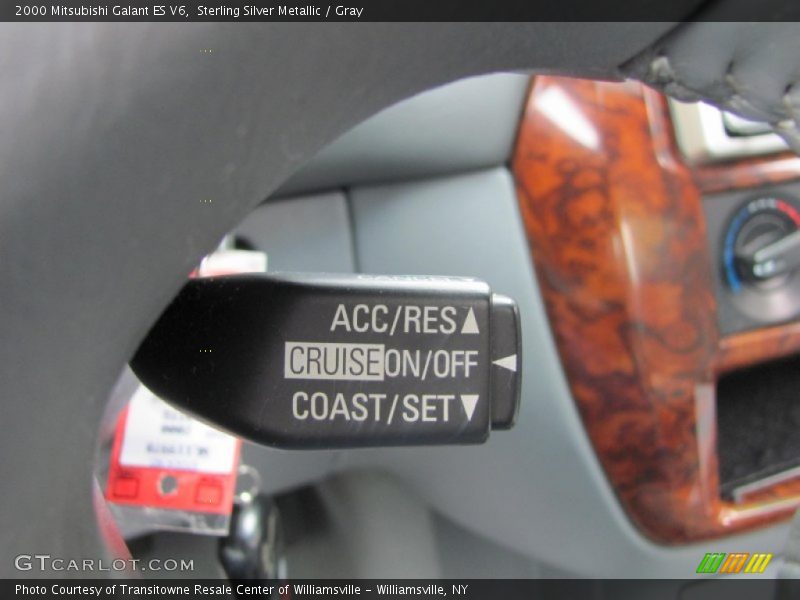 2000 Mitsubishi Galant ES V6, Sterling Silver Metallic / Gray
CANCEL
ACC/RES▲
CRUISE ON/OFF ◀
COAST/SET▼
GTCARLOT.COM
Photo Courtesy of Transitowne Resale Center of Williamsville - Williamsville, NY